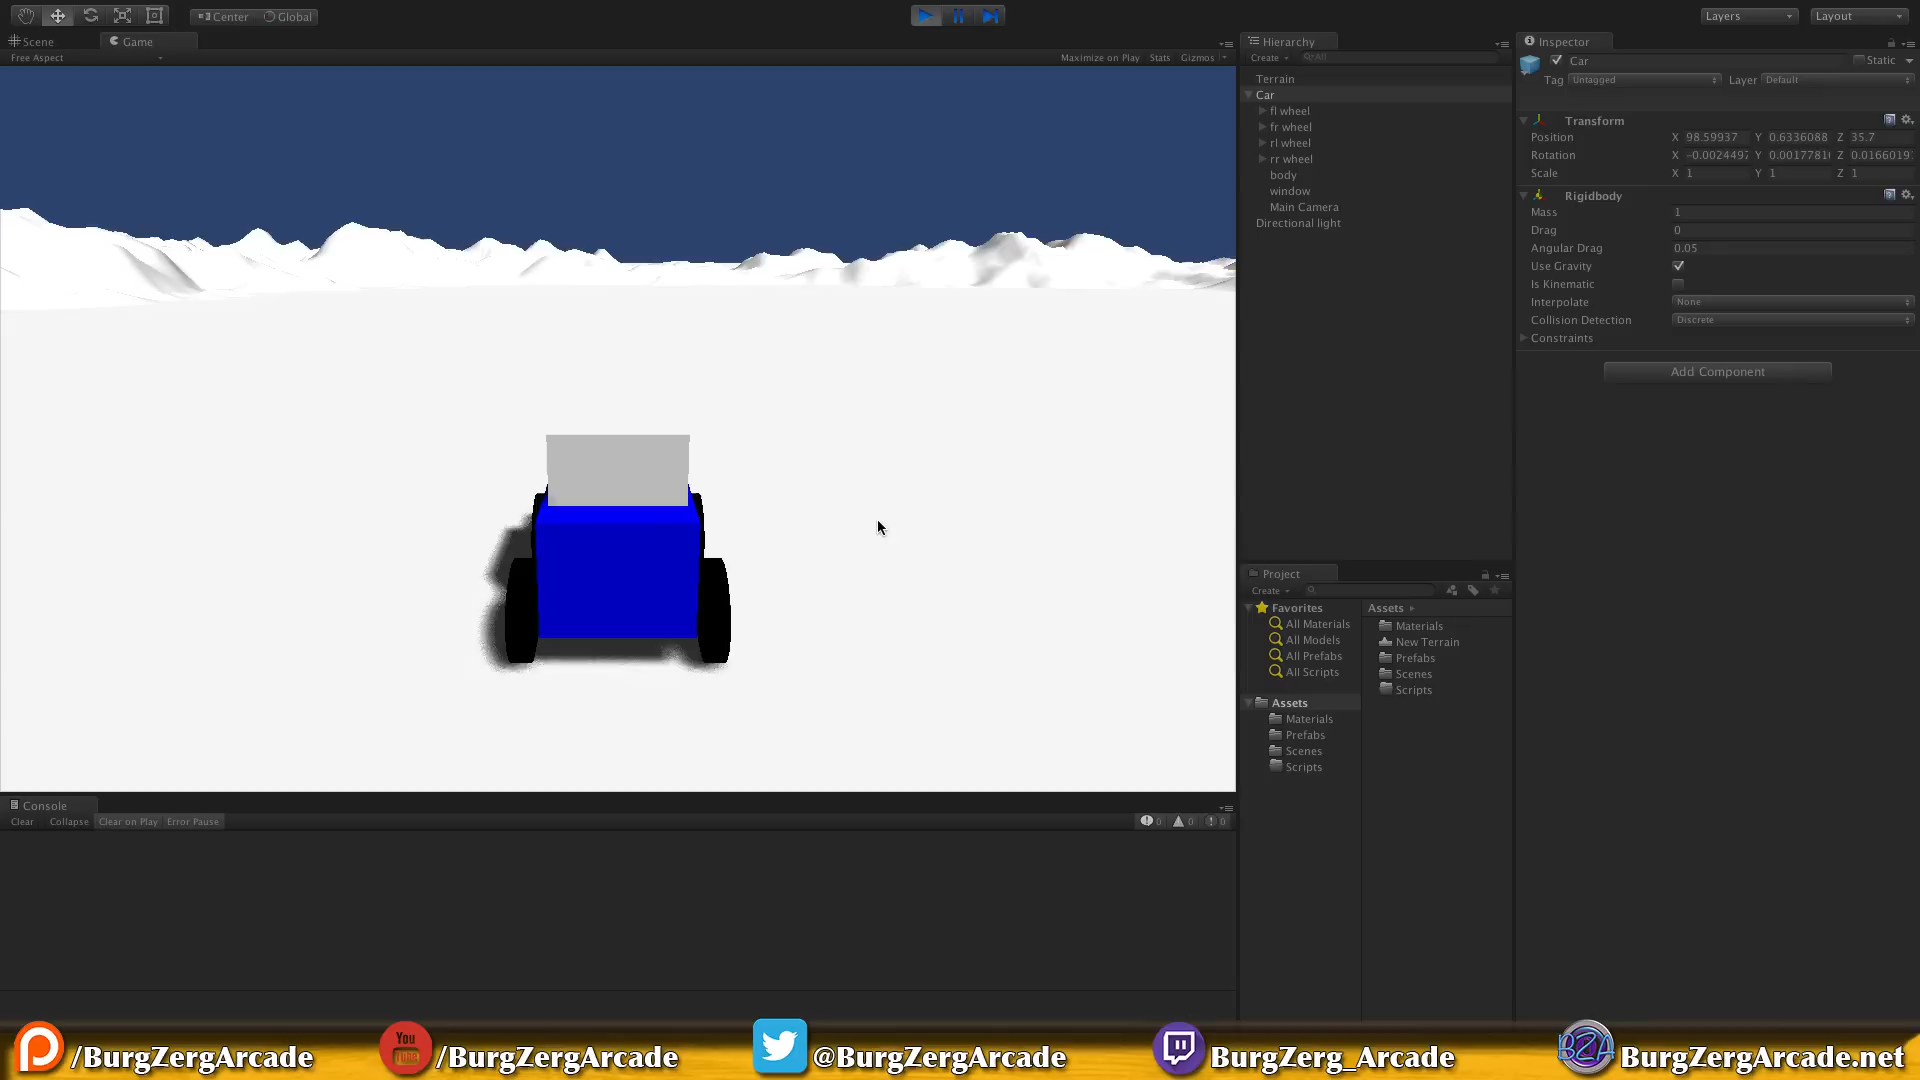 Center Global
Layers Layout
Scene Game
Free Aspect
Maximize on Play Stats Gizmos
Hierarchy
Create All
Terrain
Car
fl wheel
fr wheel
rl wheel
rr wheel
body
window
Main Camera
Directional light
Inspector
Car Static
Tag Untagged Layer Default
Transform
Position X 98.59937 Y 0.6336088 Z 35.7
Rotation X -0.0024497 Y 0.0017781 Z 0.0166019
Scale X 1 Y 1 Z 1
Rigidbody
Mass 1
Drag 0
Angular Drag 0.05
Use Gravity
Is Kinematic
Interpolate None
Collision Detection Discrete
Constraints
Add Component
Project
Create
Favorites
All Materials
All Models
All Prefabs
All Scripts
Assets
Materials
Prefabs
Scenes
Scripts
Assets
Materials
New Terrain
Prefabs
Scenes
Scripts
Console
Clear Collapse Clear on Play Error Pause
0 0 0
/BurgZergArcade
You Tube /BurgZergArcade
@BurgZergArcade
BurgZerg_Arcade
BZA BurgZergArcade.net